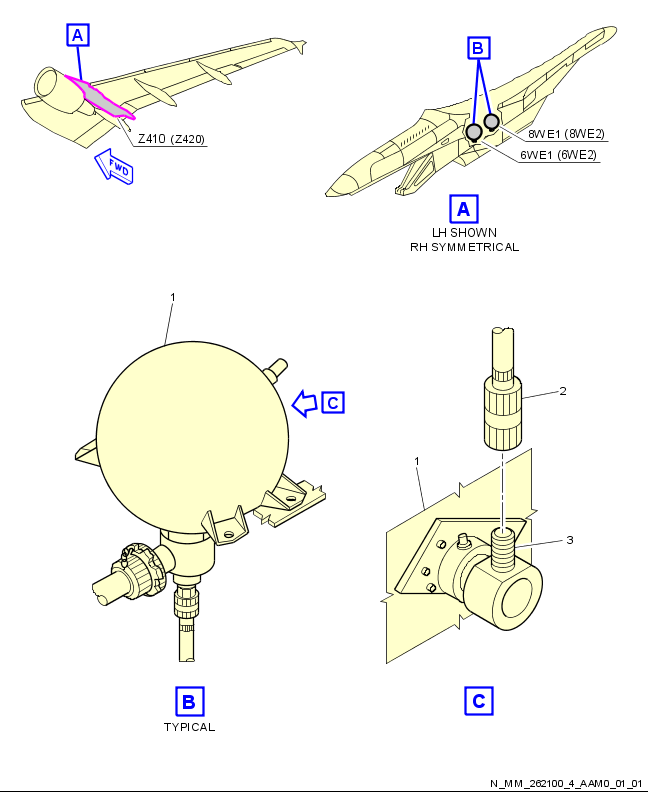 A
B
Z410 (Z420)
FWD
8WE1 (8WE2)
6WE1 (6WE2)
A
LH SHOWN
RH SYMMETRICAL
1
C
2
1
3
B
TYPICAL
C
N_MM_262100_4_AAM0_01_01